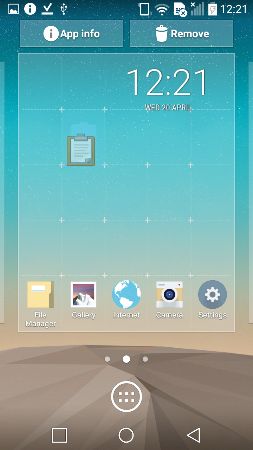 12:21
App info
Remove
12:21
WED 20 APRIL
File Manager
Gallery
Internet
Camera
Settings